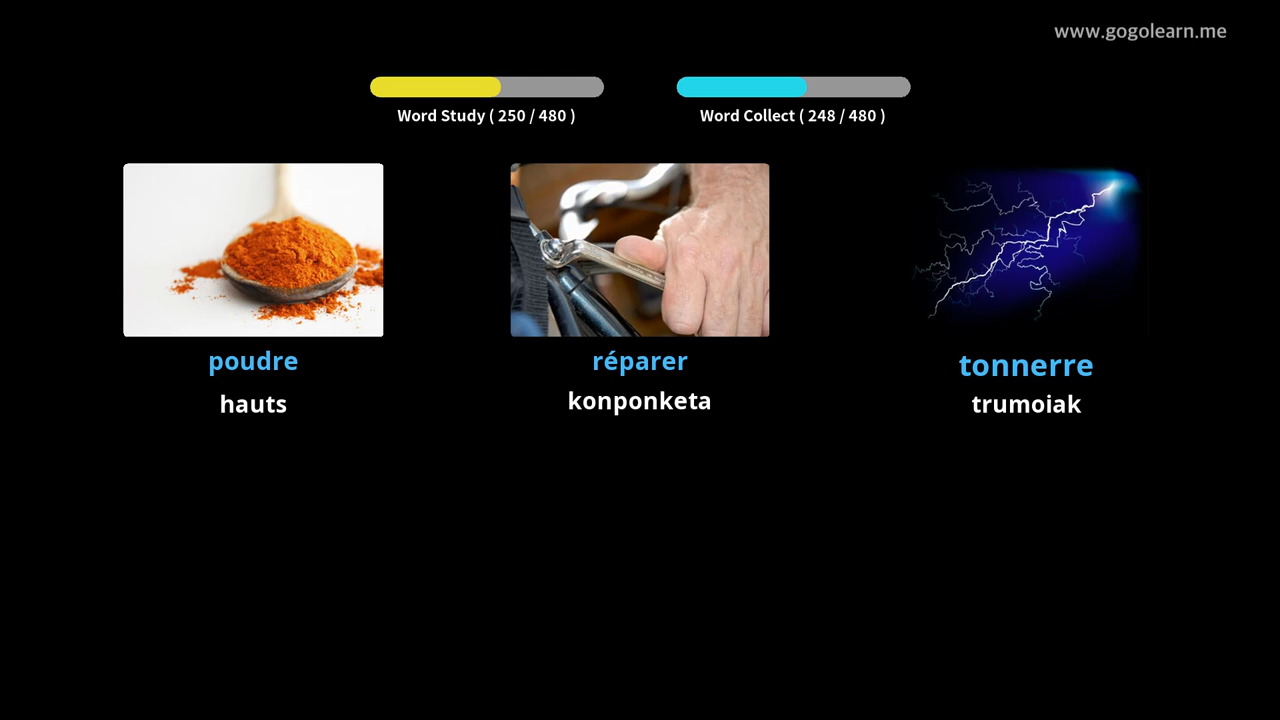 www.gogolearn.me
Word Study ( 250 / 480 )
Word Collect ( 248 / 480 )
poudre
hauts
réparer
konponketa
tonnerre
trumoiak